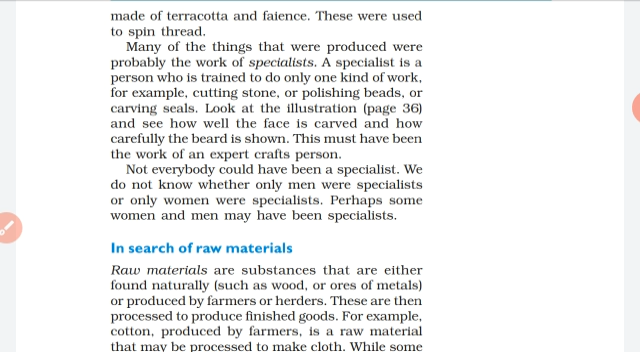 made of terracotta and faience. These were used
to spin thread.
Many of the things that were produced were
probably the work of specialists. A specialist is a
person who is trained to do only one kind of work,
for example, cutting stone, or polishing beads, or
carving seals. Look at the illustration (page 36)
and see how well the face is carved and how
carefully the beard is shown. This must have been
the work of an expert crafts person.
Not everybody could have been a specialist. We
do not know whether only men were specialists
or only women were specialists. Perhaps some
women and men may have been specialists.
In search of raw materials
Raw materials are substances that are either
found naturally (such as wood, or ores of metals)
or produced by farmers or herders. These are then
processed to produce finished goods. For example,
cotton, produced by farmers, is a raw material
that may be processed to make cloth. While some